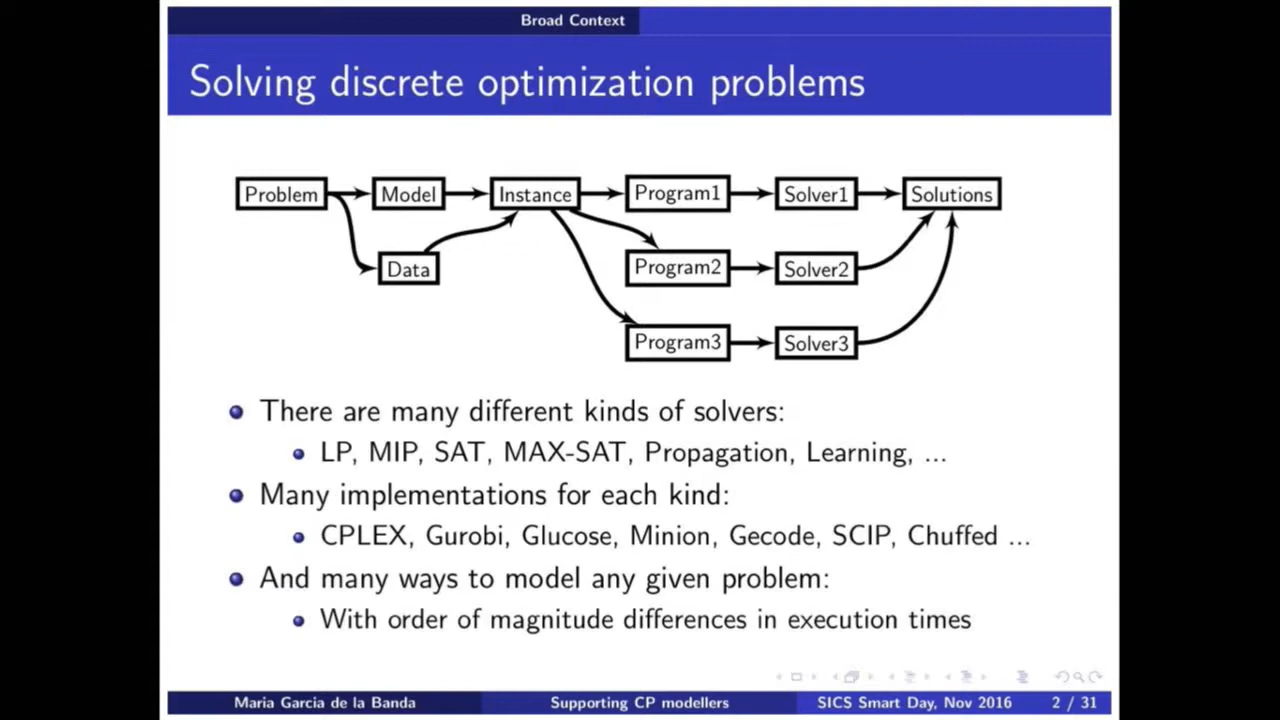 Broad Context
Solving discrete optimization problems
Problem Model Instance Program1 Solver1 Solutions
Data Program2 Solver2
Program3 Solver3
There are many different kinds of solvers:
LP, MIP, SAT, MAX-SAT, Propagation, Learning, ...
Many implementations for each kind:
CPLEX, Gurobi, Glucose, Minion, Gecode, SCIP, Chuffed ...
And many ways to model any given problem:
With order of magnitude differences in execution times
Maria Garcia de la Banda Supporting CP modellers SICS Smart Day, Nov 2016 2 / 31